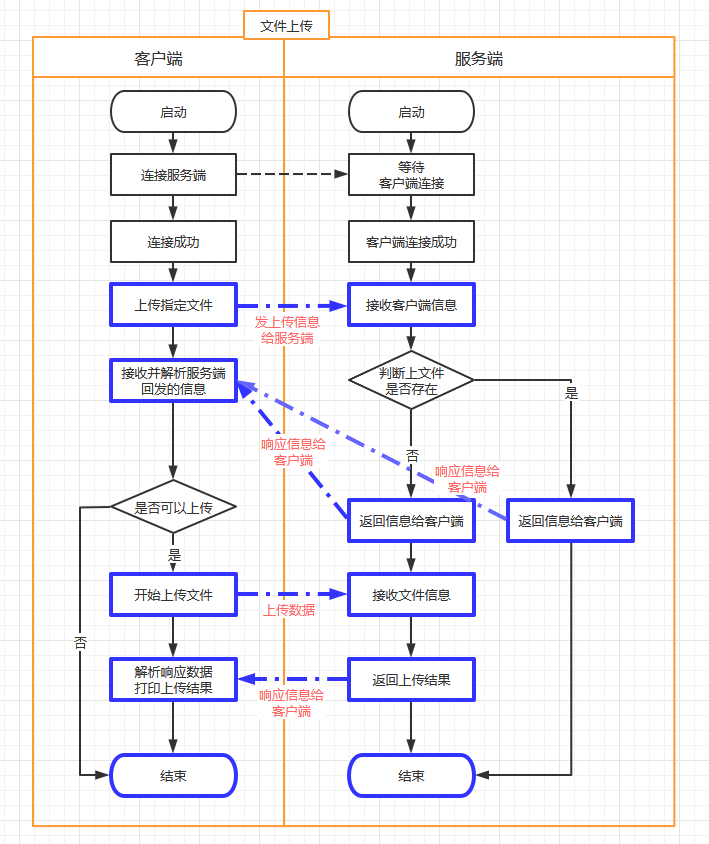 文件上传
客户端
服务端
启动
启动
连接服务端
等待
客户端连接
连接成功
客户端连接成功
上传指定文件
发上传信息
给服务端
接收客户端信息
接收并解析服务端
回发的信息
判断上文件
是否存在
是
否
响应信息给
客户端
响应信息给
客户端
是否可以上传
返回信息给客户端
返回信息给客户端
是
否
开始上传文件
上传数据
接收文件信息
解析响应数据
打印上传结果
响应信息给
客户端
返回上传结果
结束
结束